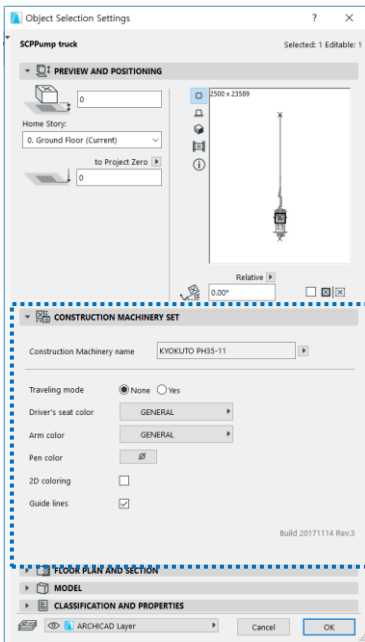 Object Selection Settings
SCPPump truck
Selected: 1 Editable: 1
PREVIEW AND POSITIONING
0
Home Story:
0. Ground Floor (Current)
to Project Zero
0
2500 x 23589
Relative
0.00°
CONSTRUCTION MACHINERY SET
Construction Machinery name KYOKUTO PH35-11
Traveling mode None Yes
Driver's seat color GENERAL
Arm color GENERAL
Pen color
2D coloring
Guide lines
Build 20171114 Rev.3
FLOOR PLAN AND SECTION
MODEL
CLASSIFICATION AND PROPERTIES
ARCHICAD Layer Cancel OK